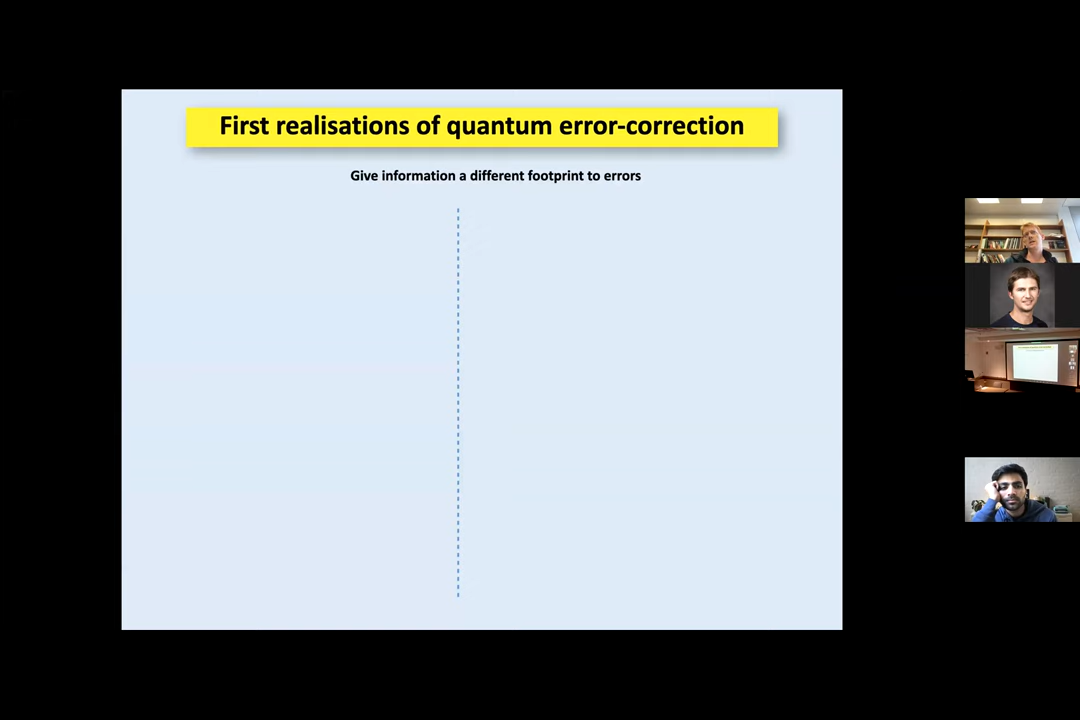 First realisations of quantum error-correction
Give information a different footprint to errors